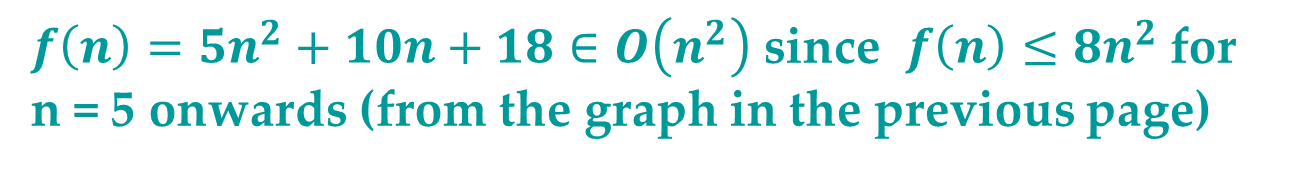 f(n) = 5n² + 10n + 18 ∈ O(n²) since f(n) ≤ 8n² for
n = 5 onwards (from the graph in the previous page)